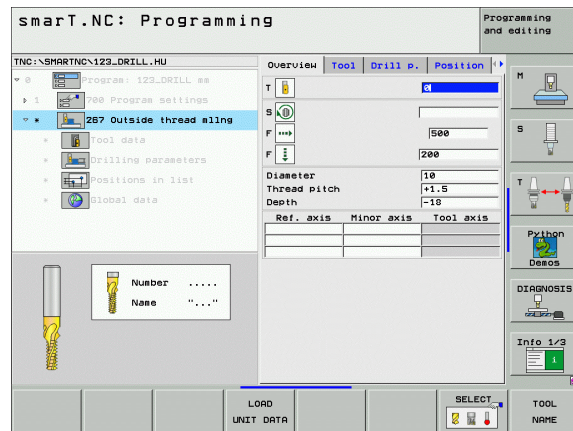 smarT.NC: Programming
Programming and editing
TNC:\SMARTNC\123_DRILL.HU
0 Program: 123_DRILL mm
1 700 Program settings
* 267 Outside thread mllng
* Tool data
* Drilling parameters
* Positions in list
* Global data
Number .....
Name "..."
Overview Tool Drill p. Position
T 0
S
F 500
F 200
Diameter 10
Thread pitch +1.5
Depth -18
Ref. axis Minor axis Tool axis
M
S
T
Python
Demos
DIAGNOSIS
Info 1/3
LOAD
UNIT DATA
SELECT
TOOL
NAME